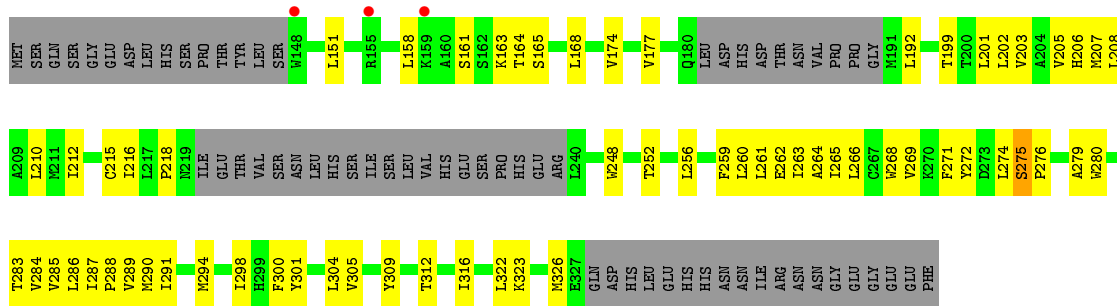 MET SER GLN SER GLY GLU ASP LEU HIS SER PRO THR TYR LEU SER W148 L151 R155 L158 K159 A160 S161 S162 K163 T164 S165 L168 V174 V177 Q180 LEU ASP HIS ASP THR ASN VAL PRO PRO GLY M191 L192 T199 T200 L201 L202 V203 A204 V205 H206 M207 L208
A209 L210 M211 I212 C215 I216 L217 P218 N219 ILE GLU THR VAL SER ASN LEU HIS SER ILE SER LEU VAL HIS GLU SER PRO HIS GLU ARG L240 W248 T252 L256 F259 L260 L261 E262 I263 A264 I265 L266 C267 W268 V269 K270 F271 Y272 D273 L274 S275 P276 A279 W280
T283 V284 V285 L286 I287 P288 V289 M290 I291 M294 I298 H299 F300 Y301 L304 V305 Y309 T312 I316 L322 K323 M326 E327 GLN ASP HIS LEU GLU HIS HIS ASN ASN ILE ARG ASN ASN GLY GLU GLY GLU GLU PHE